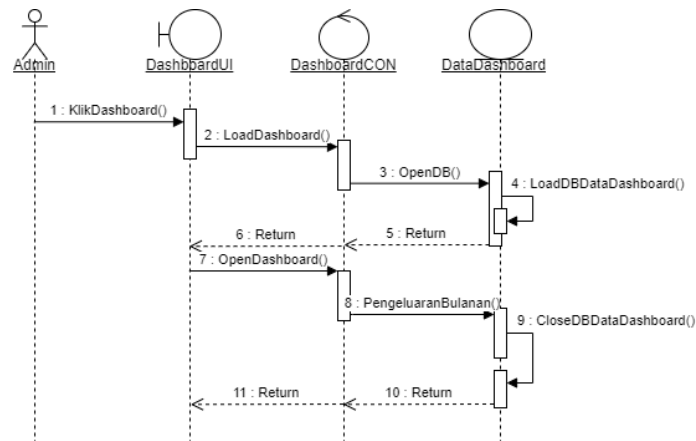 Admin
DashboardUI
DashboardCON
DataDashboard
1 : KlikDashboard()
2 : LoadDashboard()
3 : OpenDB()
4 : LoadDBDataDashboard()
5 : Return
6 : Return
7 : OpenDashboard()
8 : PengeluaranBulanan()
9 : CloseDBDataDashboard()
10 : Return
11 : Return